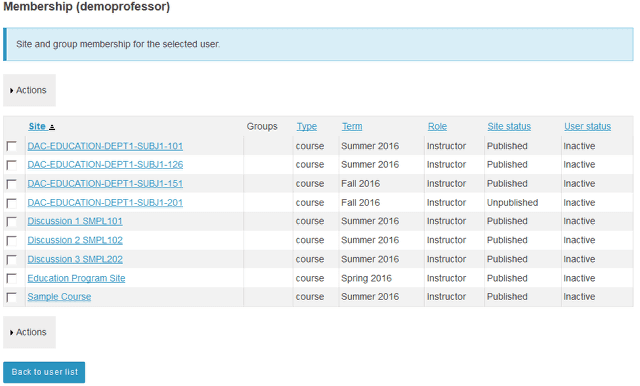 Membership (demoprofessor)
Site and group membership for the selected user.
Actions
Site Groups Type Term Role Site status User status
DAC-EDUCATION-DEPT1-SUBJ1-101 course Summer 2016 Instructor Published Inactive
DAC-EDUCATION-DEPT1-SUBJ1-126 course Summer 2016 Instructor Published Inactive
DAC-EDUCATION-DEPT1-SUBJ1-151 course Fall 2016 Instructor Published Inactive
DAC-EDUCATION-DEPT1-SUBJ1-201 course Fall 2016 Instructor Unpublished Inactive
Discussion 1 SMPL101 course Summer 2016 Instructor Published Inactive
Discussion 2 SMPL102 course Summer 2016 Instructor Published Inactive
Discussion 3 SMPL202 course Summer 2016 Instructor Published Inactive
Education Program Site course Spring 2016 Instructor Published Inactive
Sample Course course Summer 2016 Instructor Published Inactive
Actions
Back to user list